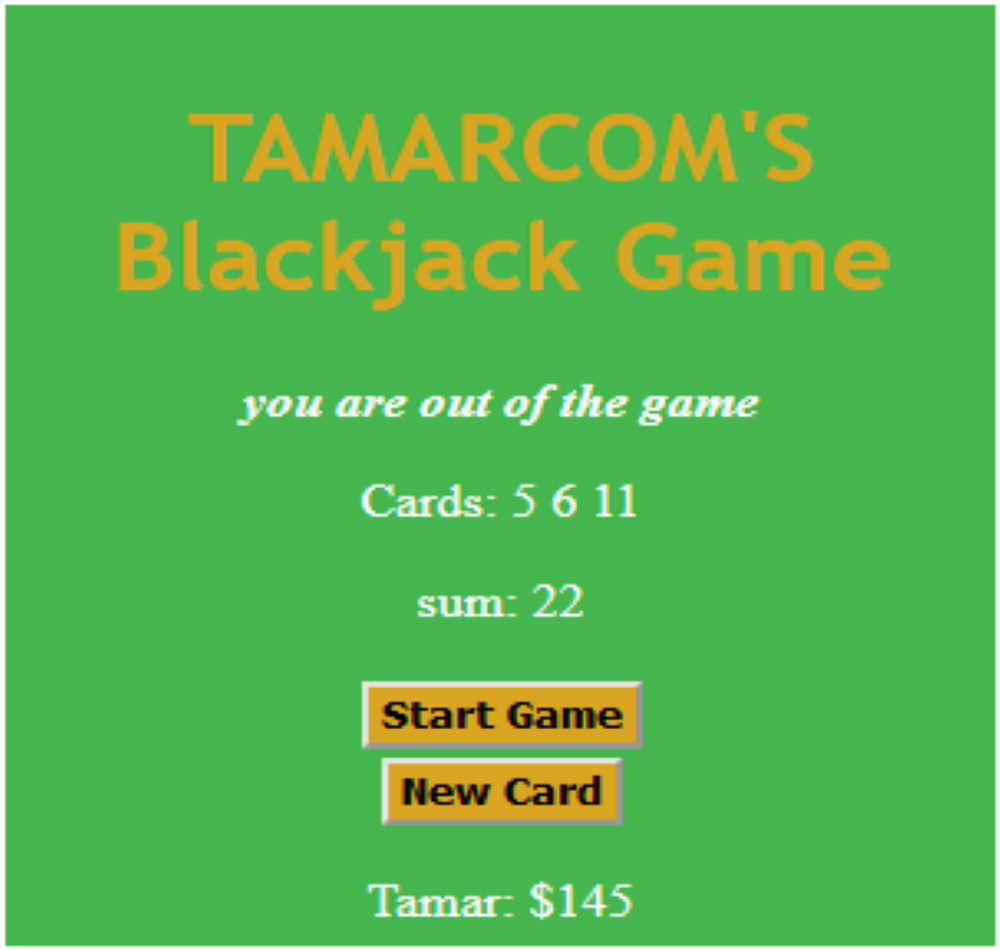 TAMARCOM'S
Blackjack Game
you are out of the game
Cards: 5 6 11
sum: 22
Start Game
New Card
Tamar: $145